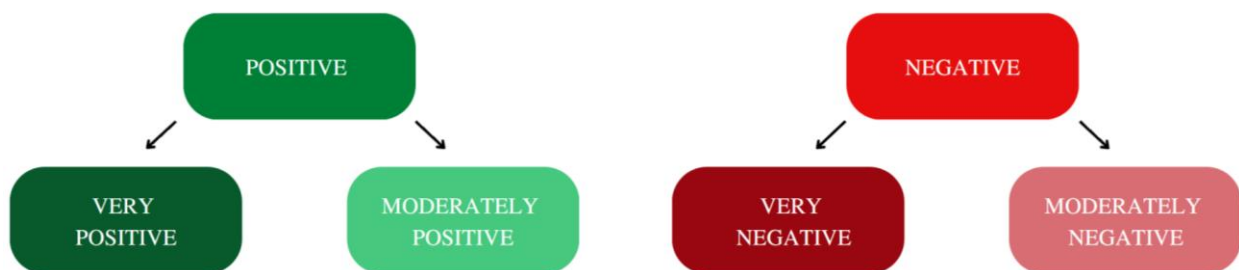 POSITIVE
NEGATIVE
VERY
POSITIVE
MODERATELY
POSITIVE
VERY
NEGATIVE
MODERATELY
NEGATIVE